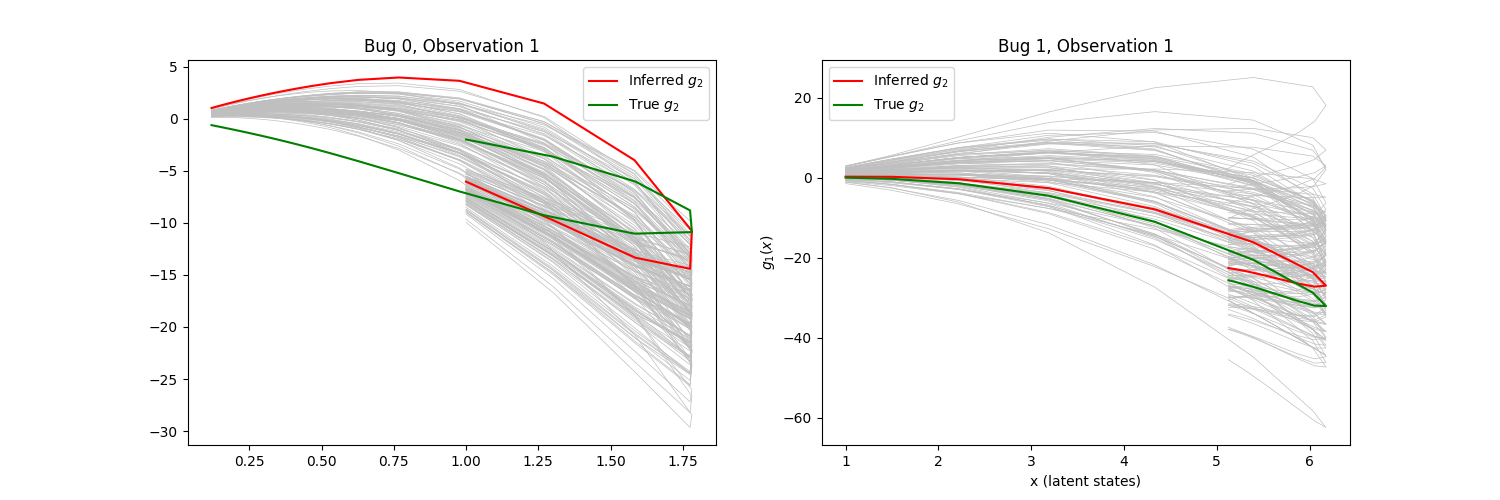 Bug 0, Observation 1
Inferred g₂
True g₂
5
0
−5
−10
−15
−20
−25
−30
0.25 0.50 0.75 1.00 1.25 1.50 1.75
Bug 1, Observation 1
Inferred g₂
True g₂
20
0
−20
−40
−60
g₁(x)
1 2 3 4 5 6
x (latent states)